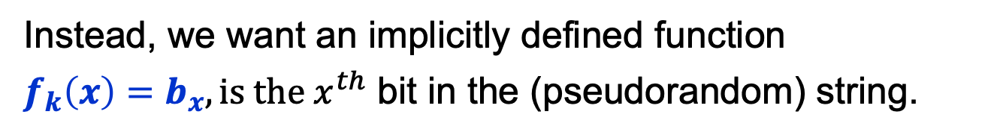 Instead, we want an implicitly defined function
fₖ(x) = bₓ, is the xᵗʰ bit in the (pseudorandom) string.